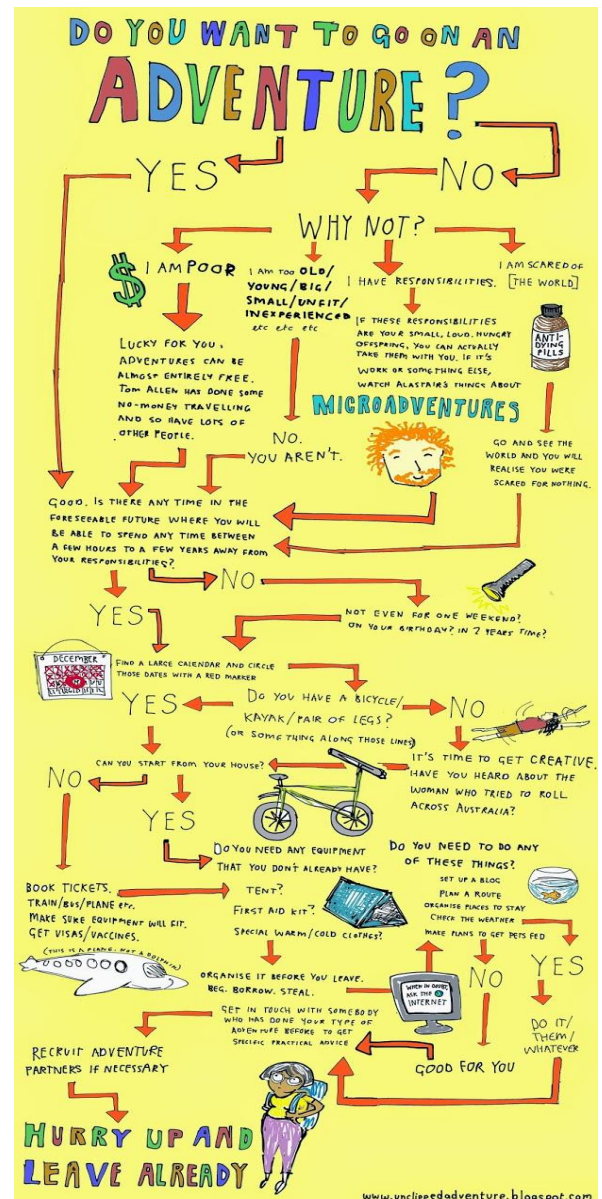 DO YOU WANT TO GO ON AN
ADVENTURE?
YES
NO
WHY NOT?
$
I AM POOR
I AM TOO OLD/
YOUNG/BIG/
SMALL/UNFIT/
INEXPERIENCED
etc etc etc
I HAVE RESPONSIBILITIES.
I AM SCARED OF
[THE WORLD]
LUCKY FOR YOU,
ADVENTURES CAN BE
ALMOST ENTIRELY FREE.
TOM ALLEN HAS DONE SOME
NO-MONEY TRAVELLING
AND SO HAVE LOTS OF
OTHER PEOPLE.
NO.
YOU AREN'T.
IF THESE RESPONSIBILITIES
ARE YOUR SMALL, LOUD, HUNGRY
OFFSPRING, YOU CAN ACTUALLY
TAKE THEM WITH YOU. IF IT'S
WORK OR SOMETHING ELSE,
WATCH ALASTAIR'S THINGS ABOUT
MICROADVENTURES
ANTI-
DYING
PILLS
GO AND SEE THE
WORLD AND YOU WILL
REALISE YOU WERE
SCARED FOR NOTHING.
GOOD. IS THERE ANY TIME IN THE
FORESEEABLE FUTURE WHERE YOU WILL
BE ABLE TO SPEND ANY TIME BETWEEN
A FEW HOURS TO A FEW YEARS AWAY FROM
YOUR RESPONSIBILITIES?
NO
YES
NOT EVEN FOR ONE WEEKEND?
ON YOUR BIRTHDAY? IN 2 YEARS TIME?
DECEMBER
FIND A LARGE CALENDAR AND CIRCLE
THOSE DATES WITH A RED MARKER
DO YOU HAVE A BICYCLE/
KAYAK/PAIR OF LEGS?
(OR SOMETHING ALONG THOSE LINES)
YES
NO
IT'S TIME TO GET CREATIVE.
HAVE YOU HEARD ABOUT THE
WOMAN WHO TRIED TO ROLL
ACROSS AUSTRALIA?
CAN YOU START FROM YOUR HOUSE?
NO
YES
BOOK TICKETS.
TRAIN/BUS/PLANE etc.
MAKE SURE EQUIPMENT WILL FIT.
GET VISAS/VACCINES.
(THIS IS A PLANE. NOT A DOLPHIN)
DO YOU NEED ANY EQUIPMENT
THAT YOU DON'T ALREADY HAVE?
TENT?
FIRST AID KIT?
SPECIAL WARM/COLD CLOTHES?
ORGANISE IT BEFORE YOU LEAVE.
BEG. BORROW. STEAL.
WHEN IN DOUBT,
ASK THE
INTERNET
DO YOU NEED TO DO ANY
OF THESE THINGS?
SET UP A BLOG
PLAN A ROUTE
ORGANISE PLACES TO STAY
CHECK THE WEATHER
MAKE PLANS TO GET PETS FED
NO
YES
DO IT/
THEM/
WHATEVER
GOOD FOR YOU
GET IN TOUCH WITH SOMEBODY
WHO HAS DONE YOUR TYPE OF
ADVENTURE BEFORE TO GET
SPECIFIC PRACTICAL ADVICE
RECRUIT ADVENTURE
PARTNERS IF NECESSARY
HURRY UP AND
LEAVE ALREADY